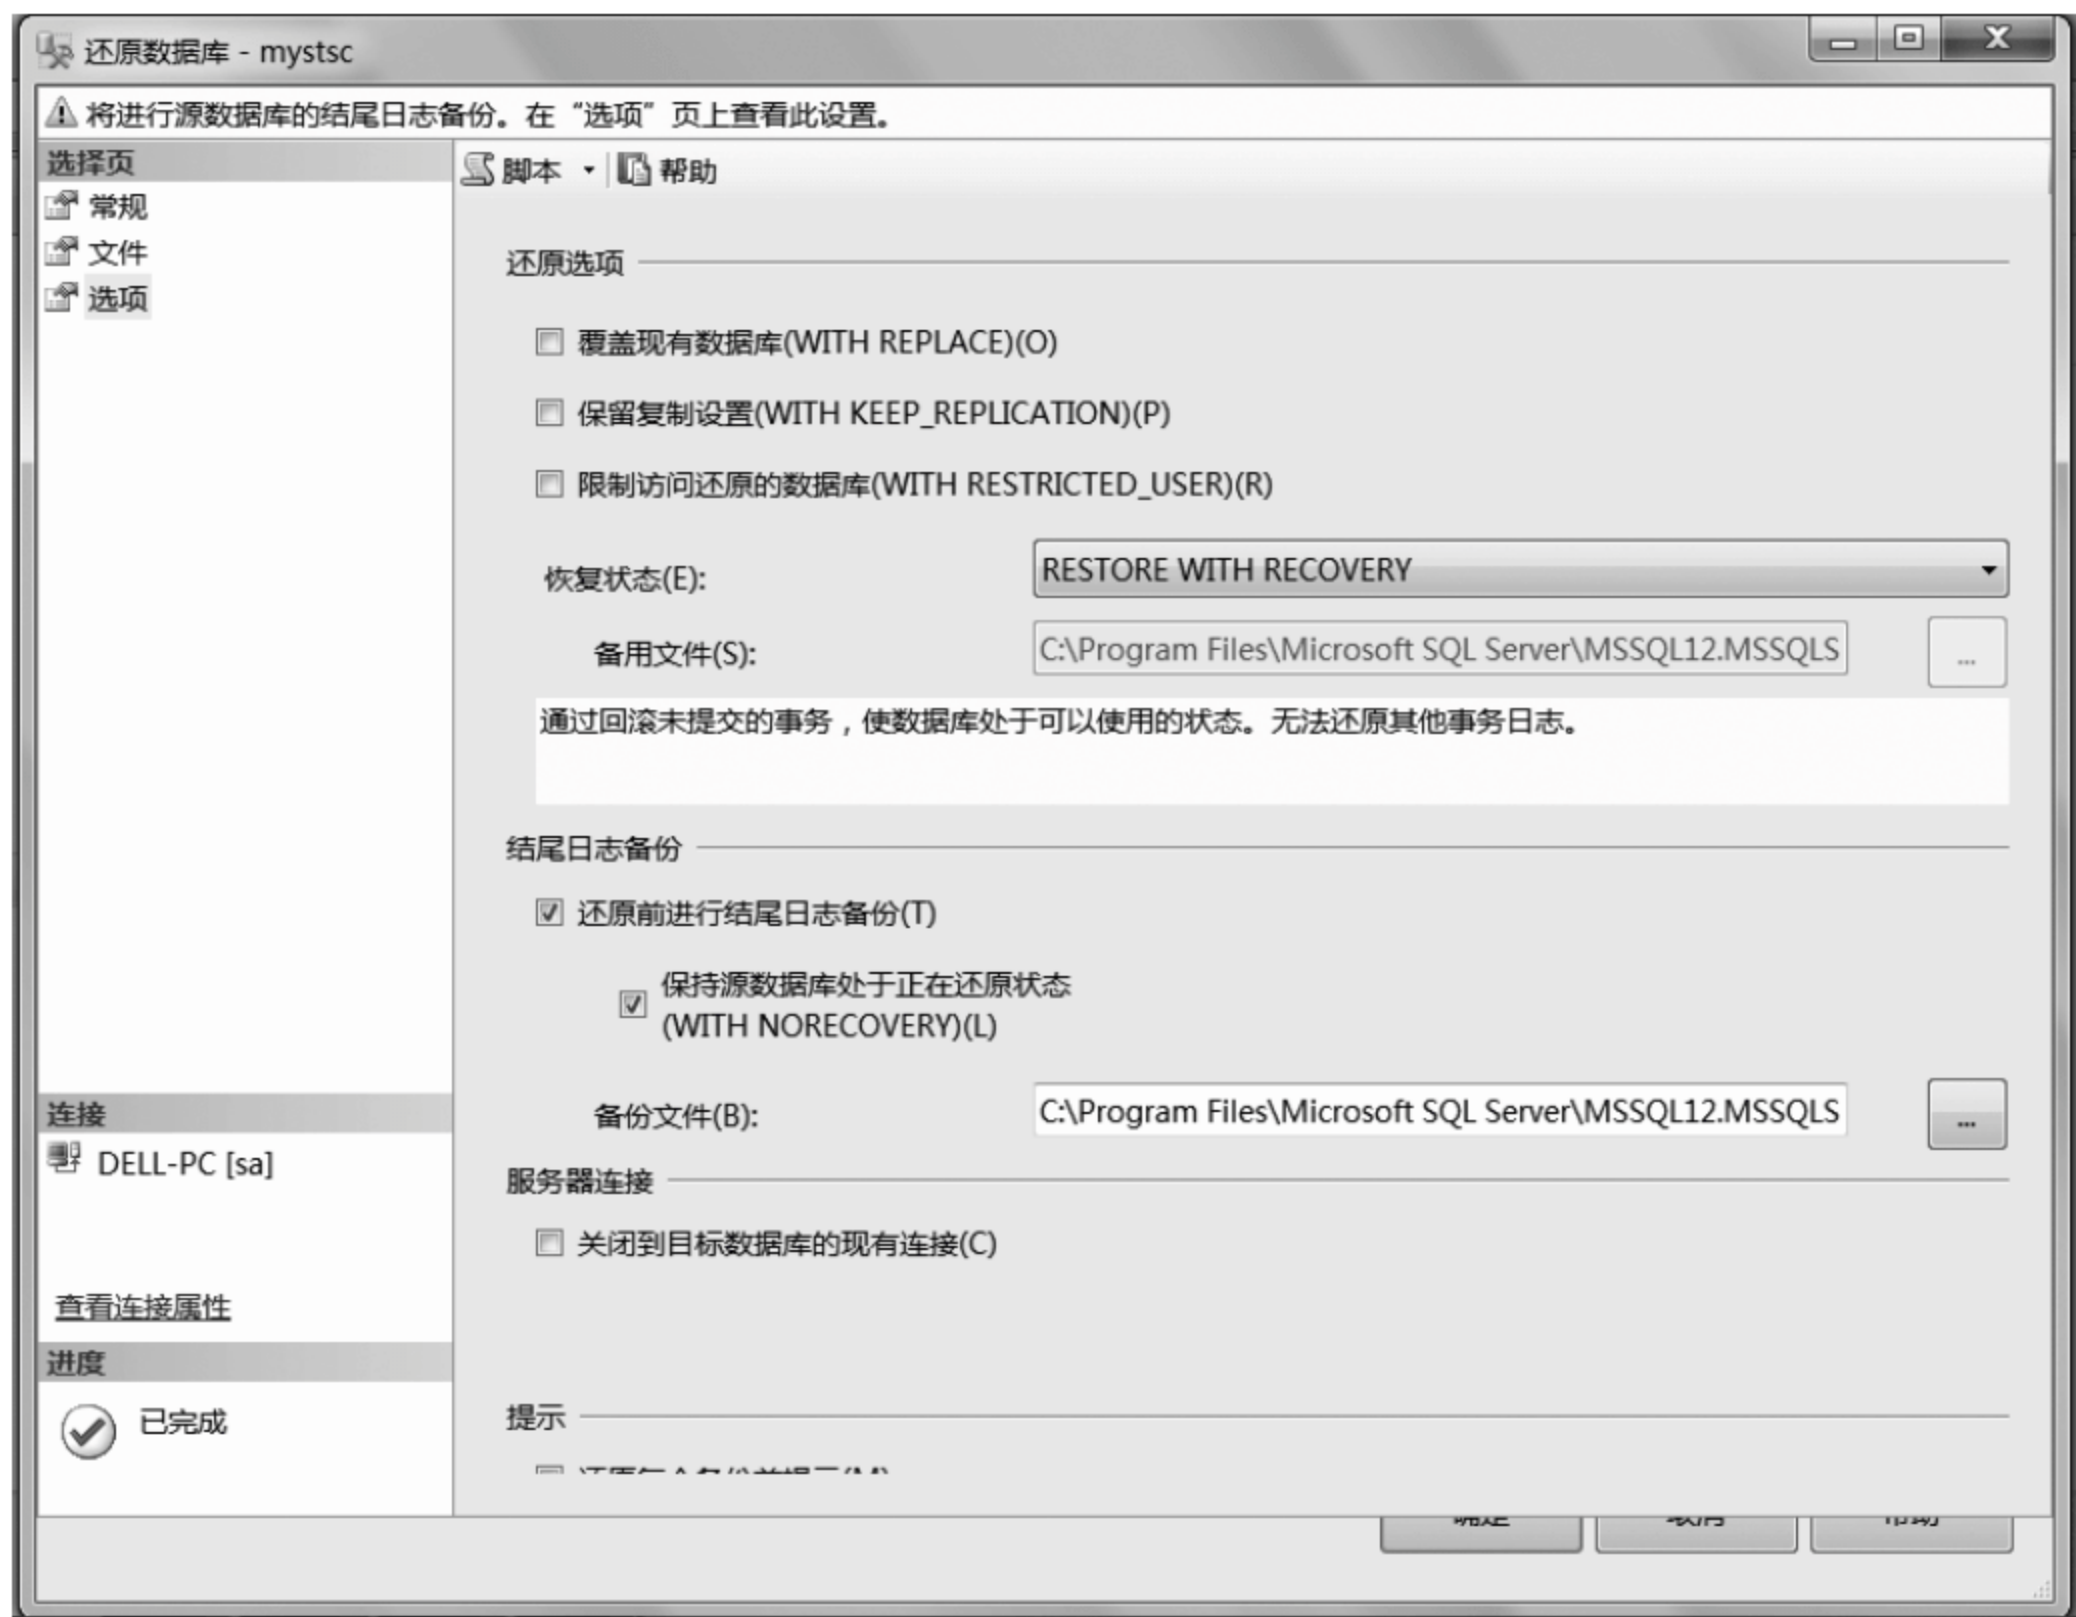 还原数据库 - mystsc
将进行源数据库的结尾日志备份。在“选项”页上查看此设置。
选择页
常规
文件
选项
脚本
帮助
还原选项
覆盖现有数据库(WITH REPLACE)(O)
保留复制设置(WITH KEEP_REPLICATION)(P)
限制访问还原的数据库(WITH RESTRICTED_USER)(R)
恢复状态(E):
RESTORE WITH RECOVERY
备用文件(S):
C:\Program Files\Microsoft SQL Server\MSSQL12.MSSQLS
...
通过回滚未提交的事务，使数据库处于可以使用的状态。无法还原其他事务日志。
结尾日志备份
还原前进行结尾日志备份(T)
保持源数据库处于正在还原状态
(WITH NORECOVERY)(L)
备份文件(B):
C:\Program Files\Microsoft SQL Server\MSSQL12.MSSQLS
...
服务器连接
关闭到目标数据库的现有连接(C)
连接
DELL-PC [sa]
查看连接属性
进度
已完成
提示